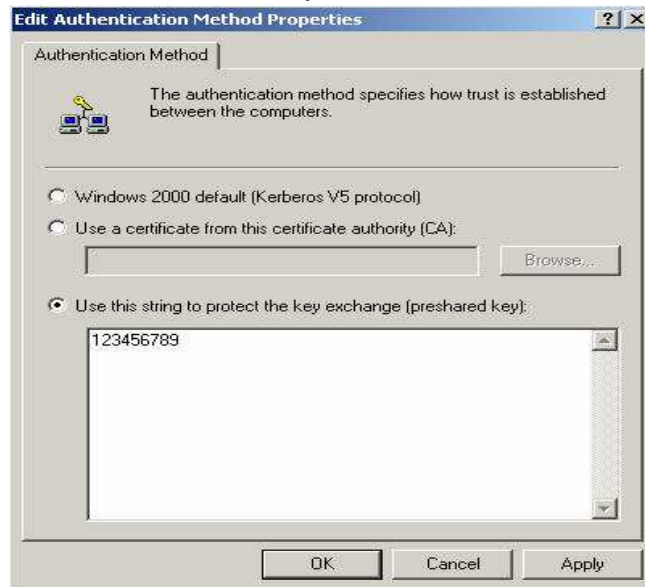 Edit Authentication Method Properties
Authentication Method
The authentication method specifies how trust is established
between the computers.
Windows 2000 default (Kerberos V5 protocol)
Use a certificate from this certificate authority (CA):
Browse...
Use this string to protect the key exchange (preshared key):
123456789
OK
Cancel
Apply